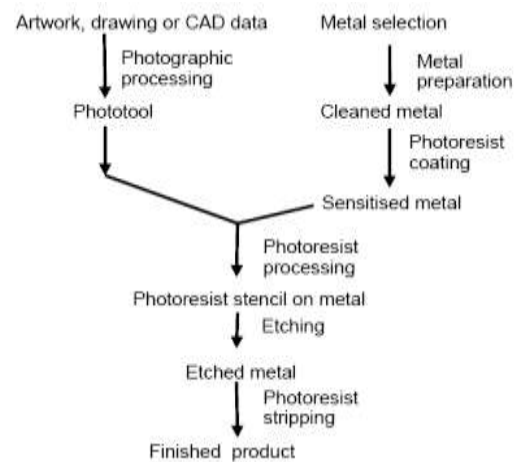 Artwork, drawing or CAD data
Photographic
processing
Phototool
Metal selection
Metal
preparation
Cleaned metal
Photoresist
coating
Sensitised metal
Photoresist
processing
Photoresist stencil on metal
Etching
Etched metal
Photoresist
stripping
Finished product